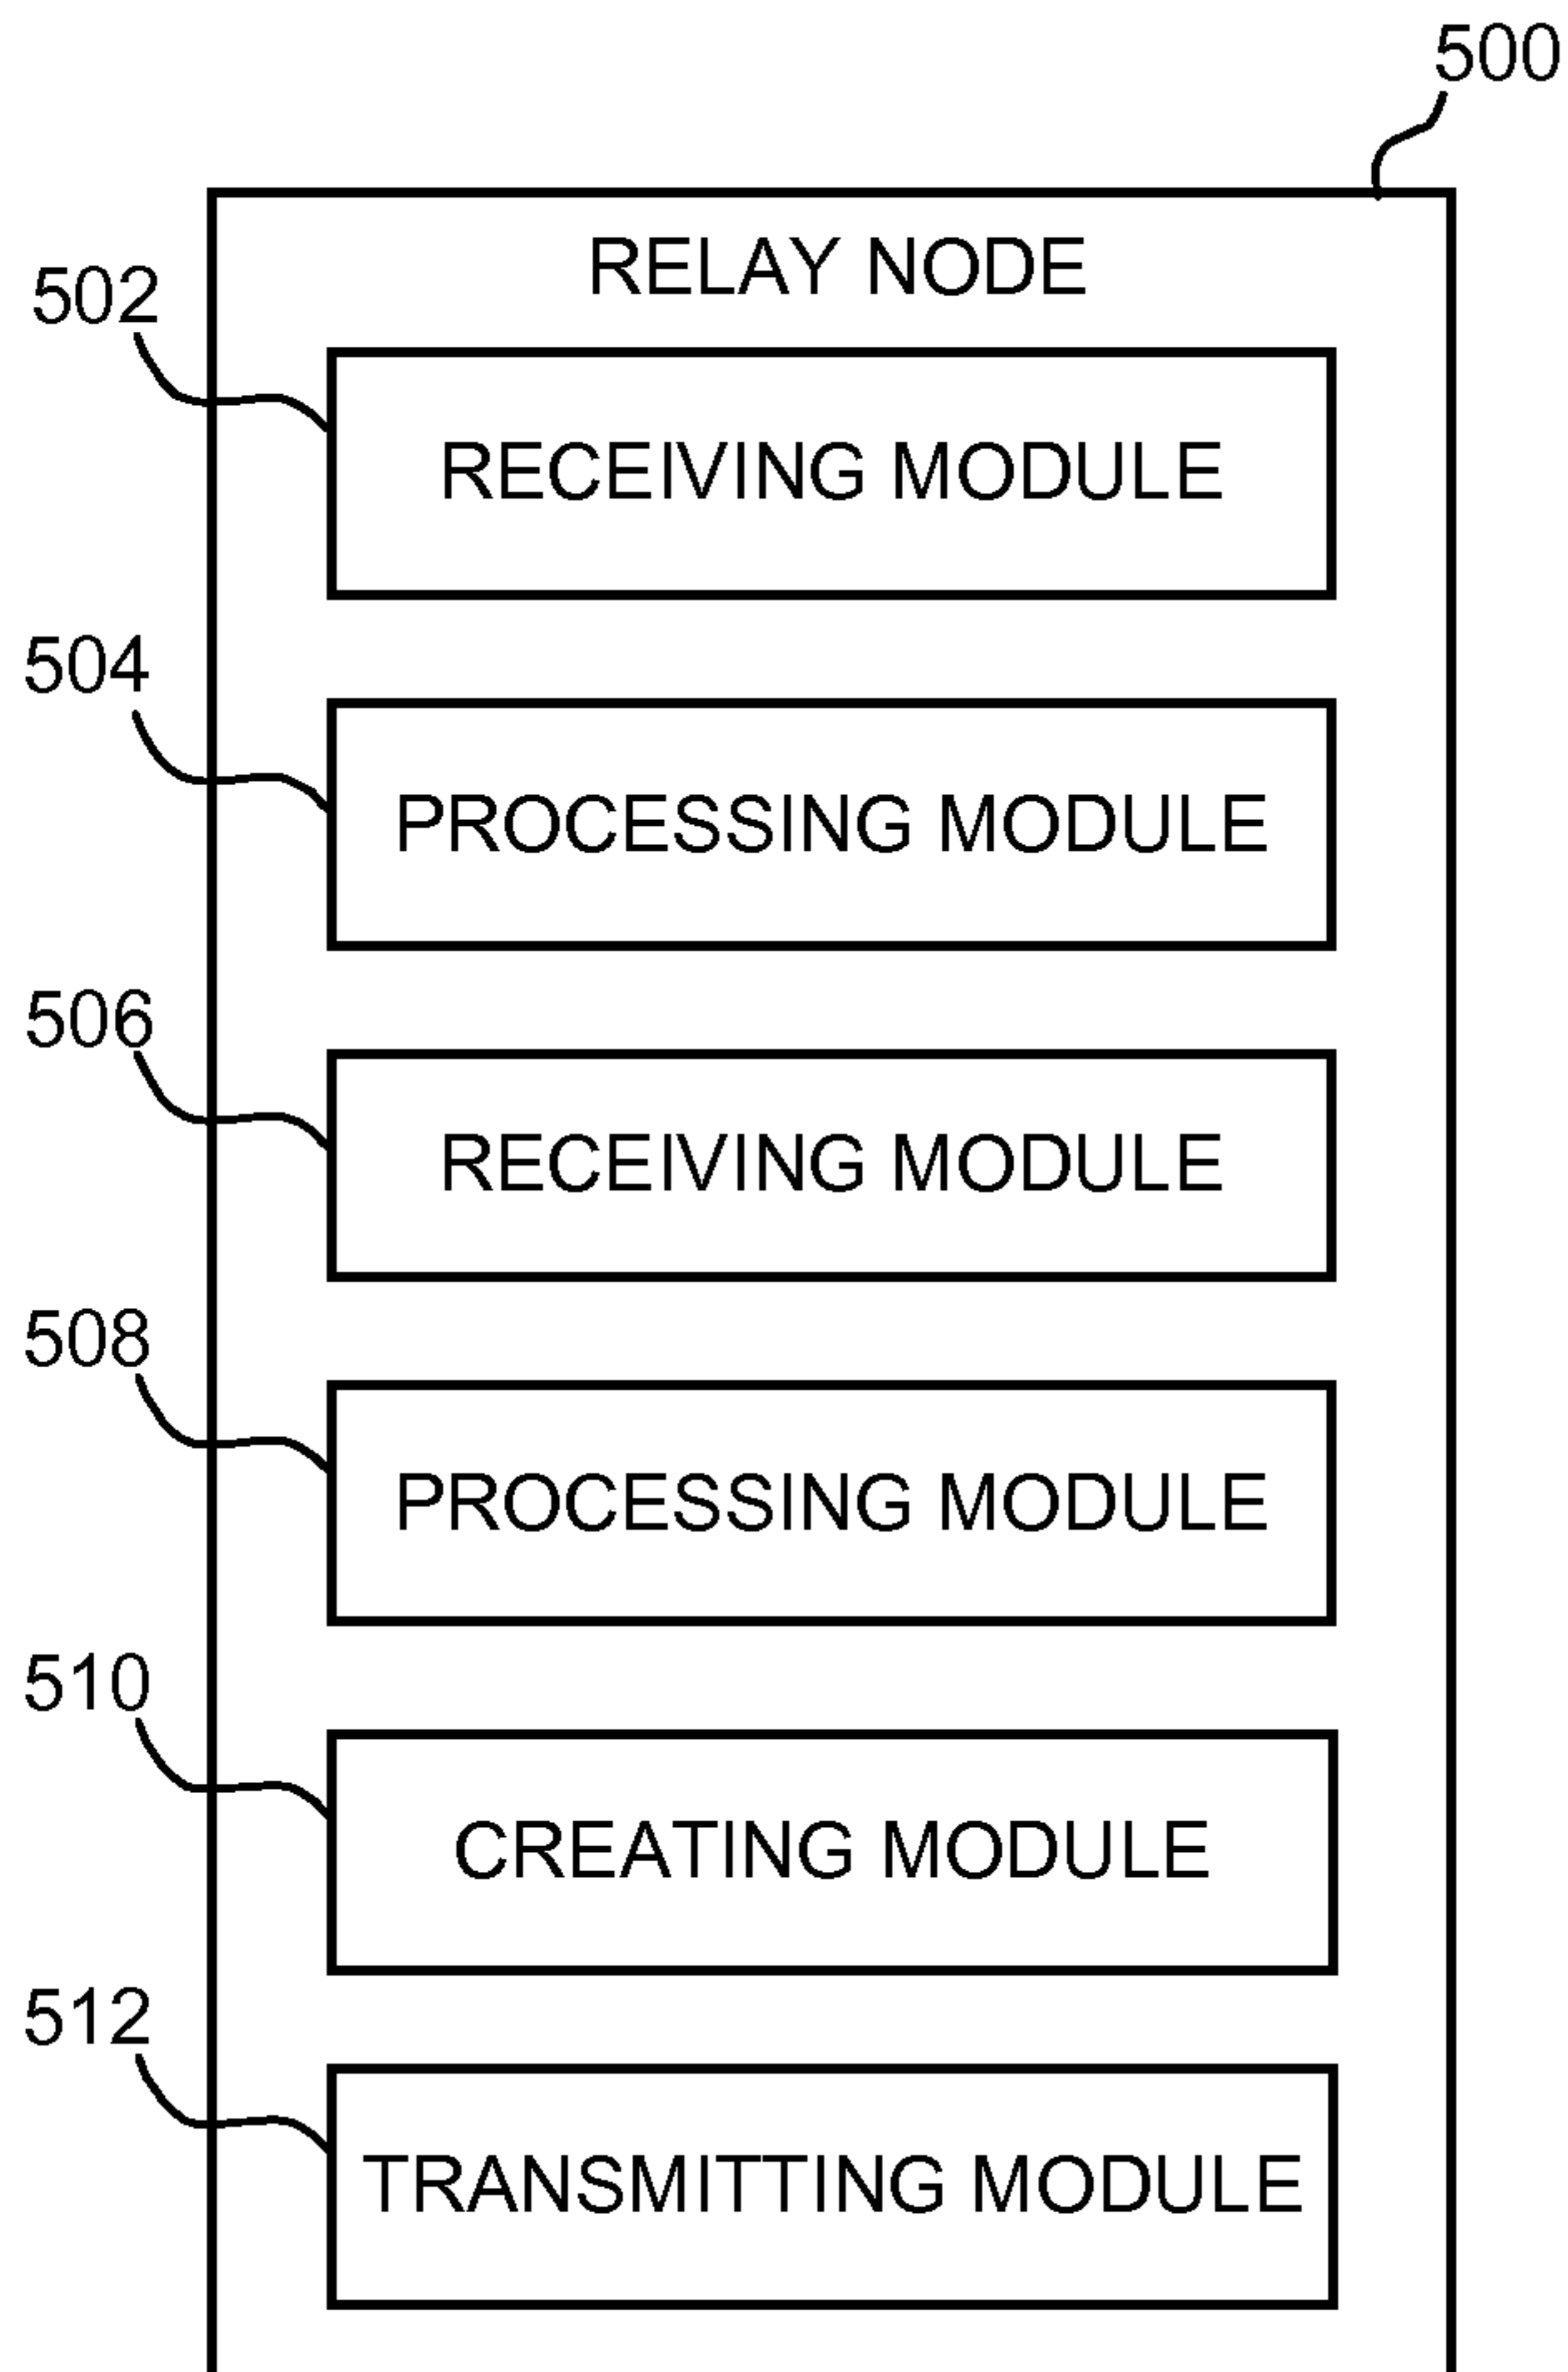 500
RELAY NODE
502
RECEIVING MODULE
504
PROCESSING MODULE
506
RECEIVING MODULE
508
PROCESSING MODULE
510
CREATING MODULE
512
TRANSMITTING MODULE